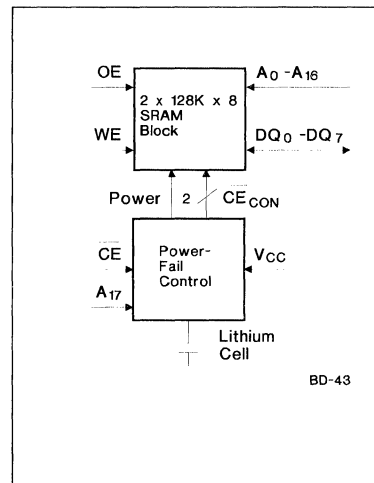 OE
A0 -A16
2 x 128K x 8
SRAM
Block
WE
DQ0 -DQ7
Power
2
CECON
CE
Power-
Fail
Control
VCC
A17
Lithium
Cell
BD-43